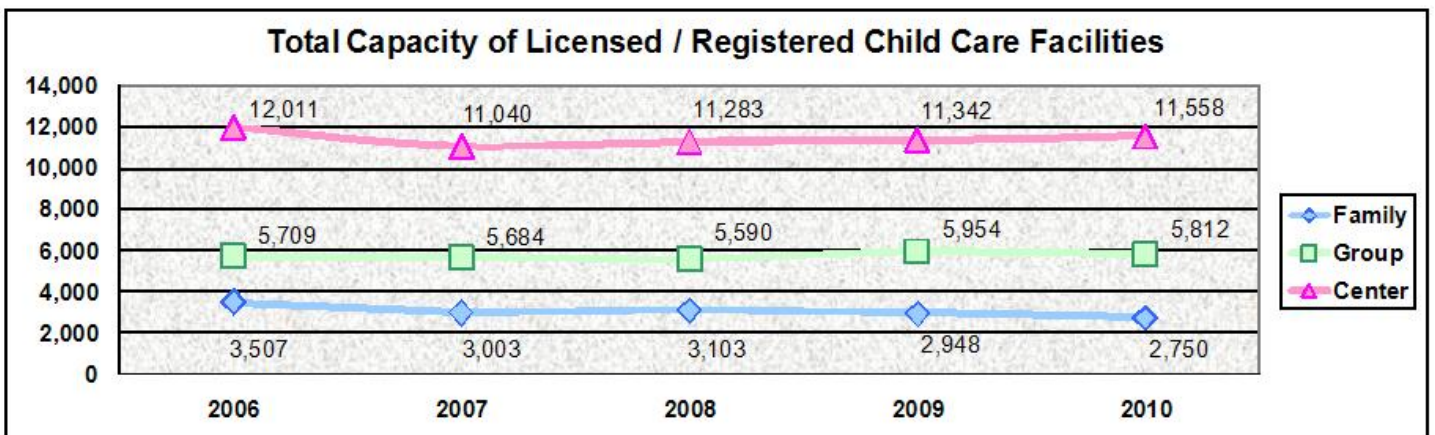 Total Capacity of Licensed / Registered Child Care Facilities
14,000
12,000
10,000
8,000
6,000
4,000
2,000
0
12,011 11,040 11,283 11,342 11,558
5,709 5,684 5,590 5,954 5,812
3,507 3,003 3,103 2,948 2,750
2006 2007 2008 2009 2010
Family
Group
Center